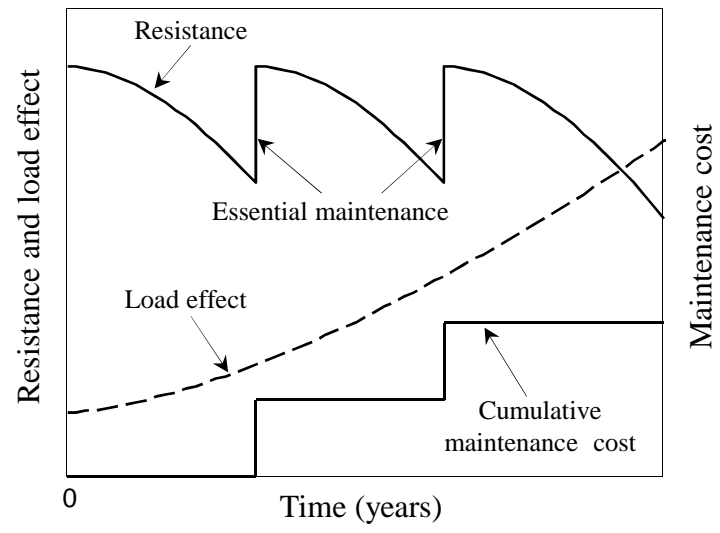 Resistance
Resistance and load effect
Maintenance cost
Essential maintenance
Load effect
Cumulative
maintenance cost
0
Time (years)